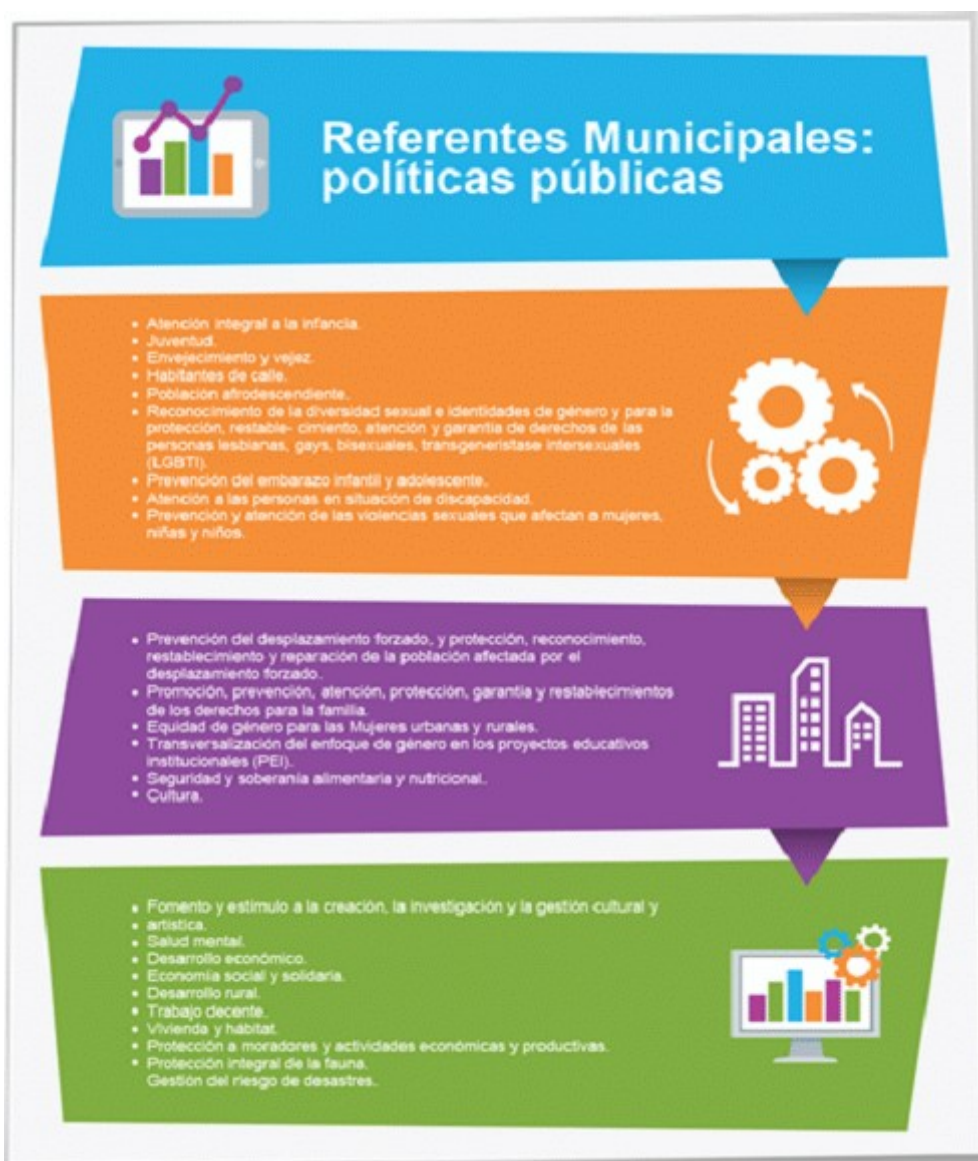 Referentes Municipales:
políticas públicas
• Atención integral a la infancia.
• Juventud.
• Envejecimiento y vejez.
• Habitantes de calle.
• Población afrodescendiente.
• Reconocimiento de la diversidad sexual e identidades de género y para la
protección, restable- cimiento, atención y garantía de derechos de las
personas lesbianas, gays, bisexuales, transgeneristase intersexuales
(LGBTI).
• Prevención del embarazo infantil y adolescente.
• Atención a las personas en situación de discapacidad.
• Prevención y atención de las violencias sexuales que afectan a mujeres,
niñas y niños.
• Prevención del desplazamiento forzado, y protección, reconocimiento,
restablecimiento y reparación de la población afectada por el
desplazamiento forzado.
• Promoción, prevención, atención, protección, garantía y restablecimientos
de los derechos para la familia.
• Equidad de género para las Mujeres urbanas y rurales.
• Transversalización del enfoque de género en los proyectos educativos
institucionales (PEI).
• Seguridad y soberanía alimentaria y nutricional.
• Cultura.
• Fomento y estímulo a la creación, la investigación y la gestión cultural y
• artística.
• Salud mental.
• Desarrollo económico.
• Economía social y solidaria.
• Desarrollo rural.
• Trabajo decente.
• Vivienda y hábitat.
• Protección a moradores y actividades económicas y productivas.
• Protección integral de la fauna.
Gestión del riesgo de desastres.